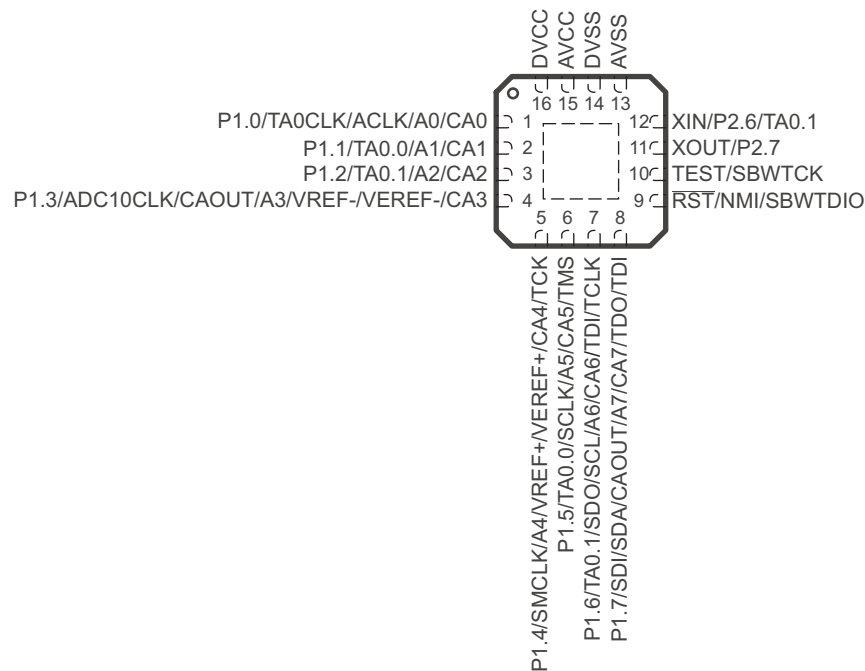 DVCC
AVCC
DVSS
AVSS
16 15 14 13
P1.0/TA0CLK/ACLK/A0/CA0 1
12 XIN/P2.6/TA0.1
P1.1/TA0.0/A1/CA1 2
11 XOUT/P2.7
P1.2/TA0.1/A2/CA2 3
10 TEST/SBWTCK
P1.3/ADC10CLK/CAOUT/A3/VREF-/VEREF-/CA3 4
9 RST/NMI/SBWTDIO
5 6 7 8
P1.4/SMCLK/A4/VREF+/VEREF+/CA4/TCK
P1.5/TA0.0/SCLK/A5/CA5/TMS
P1.6/TA0.1/SDO/SCL/A6/CA6/TDI/TCLK
P1.7/SDI/SDA/CAOUT/A7/CA7/TDO/TDI